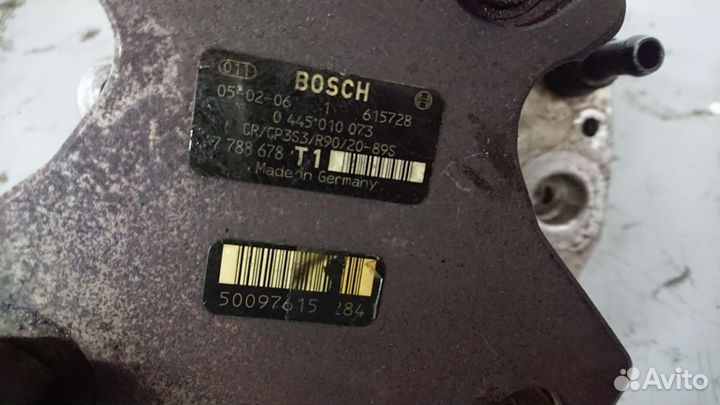 011 BOSCH
05-02-06 1 615728
0 445 010 073
CR/CP3S3/R90/20-89S
7 788 678 T1
Made in Germany
50097615 284
Avito